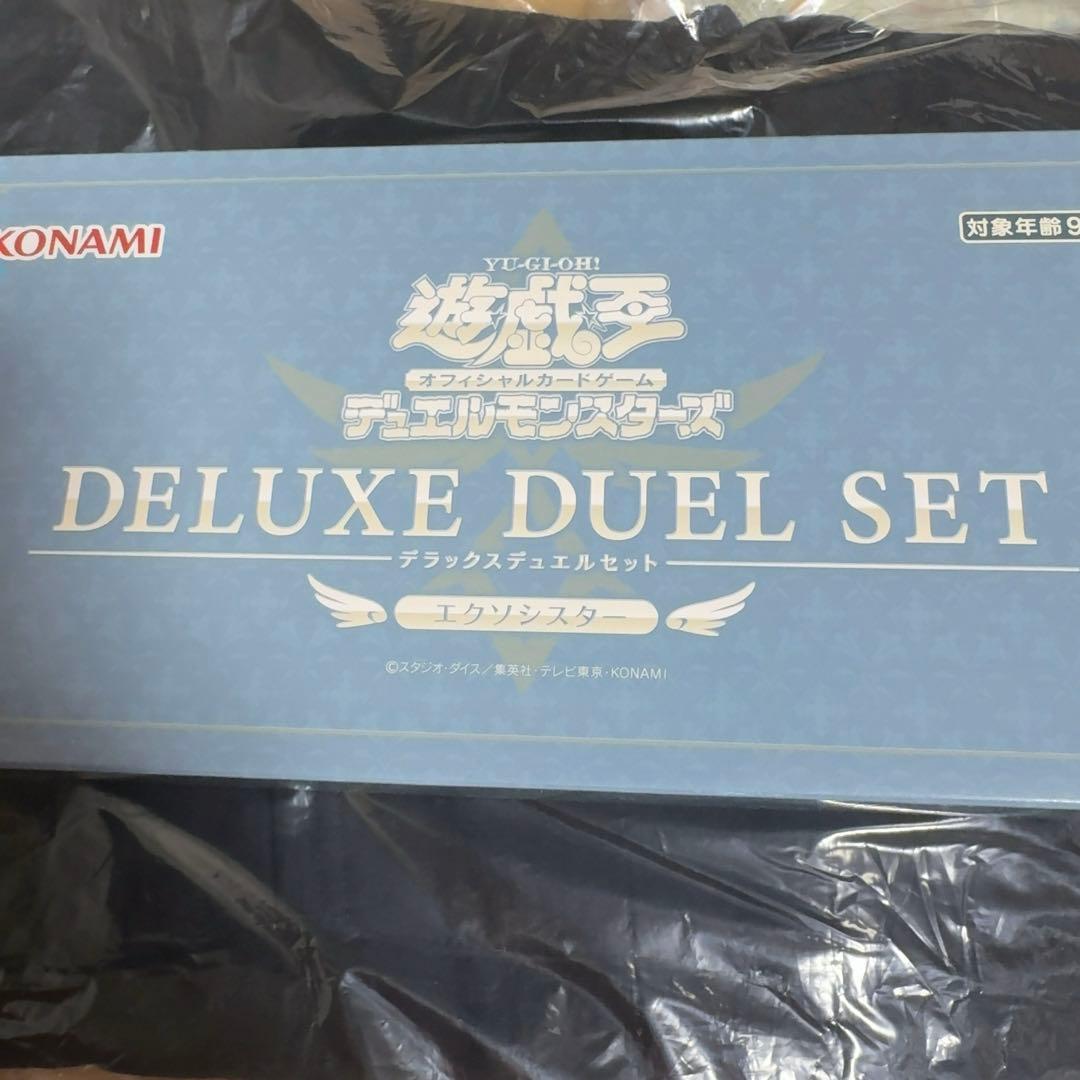 KONAMI
対象年齢9
YU-GI-OH!
遊戯王
オフィシャルカードゲーム
デュエルモンスターズ
DELUXE DUEL SET
デラックスデュエルセット
エクソシスター
©スタジオ・ダイス／集英社・テレビ東京・KONAMI